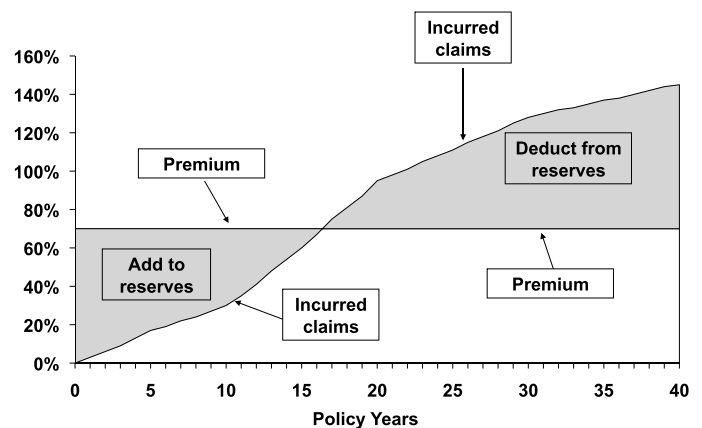 Incurred
claims
160%
140%
120%
100%
80%
60%
40%
20%
0%
Premium
Deduct from
reserves
Add to
reserves
Incurred
claims
Premium
0 5 10 15 20 25 30 35 40
Policy Years